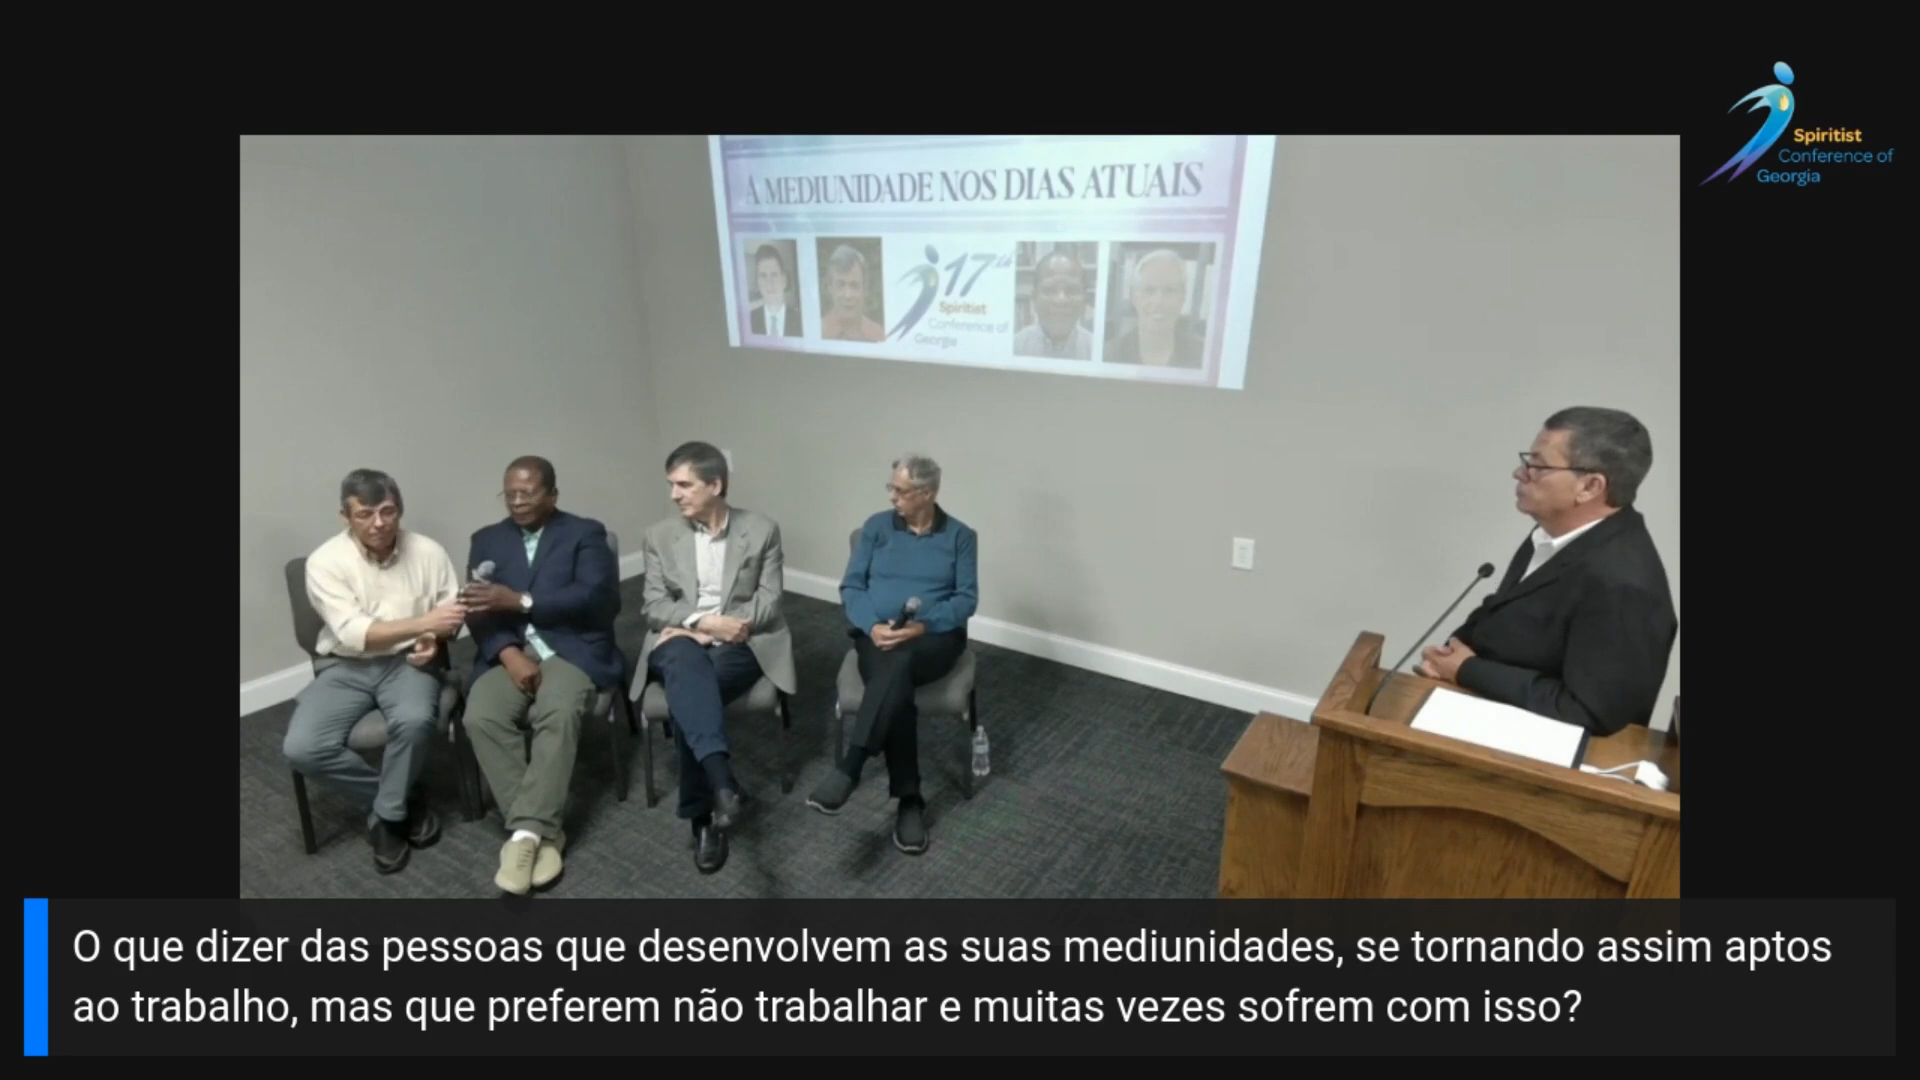 Spiritist
Conference of
Georgia
A MEDIUNIDADE NOS DIAS ATUAIS
17th
Spiritist
Conference of
Georgia
O que dizer das pessoas que desenvolvem as suas mediunidades, se tornando assim aptos
ao trabalho, mas que preferem não trabalhar e muitas vezes sofrem com isso?